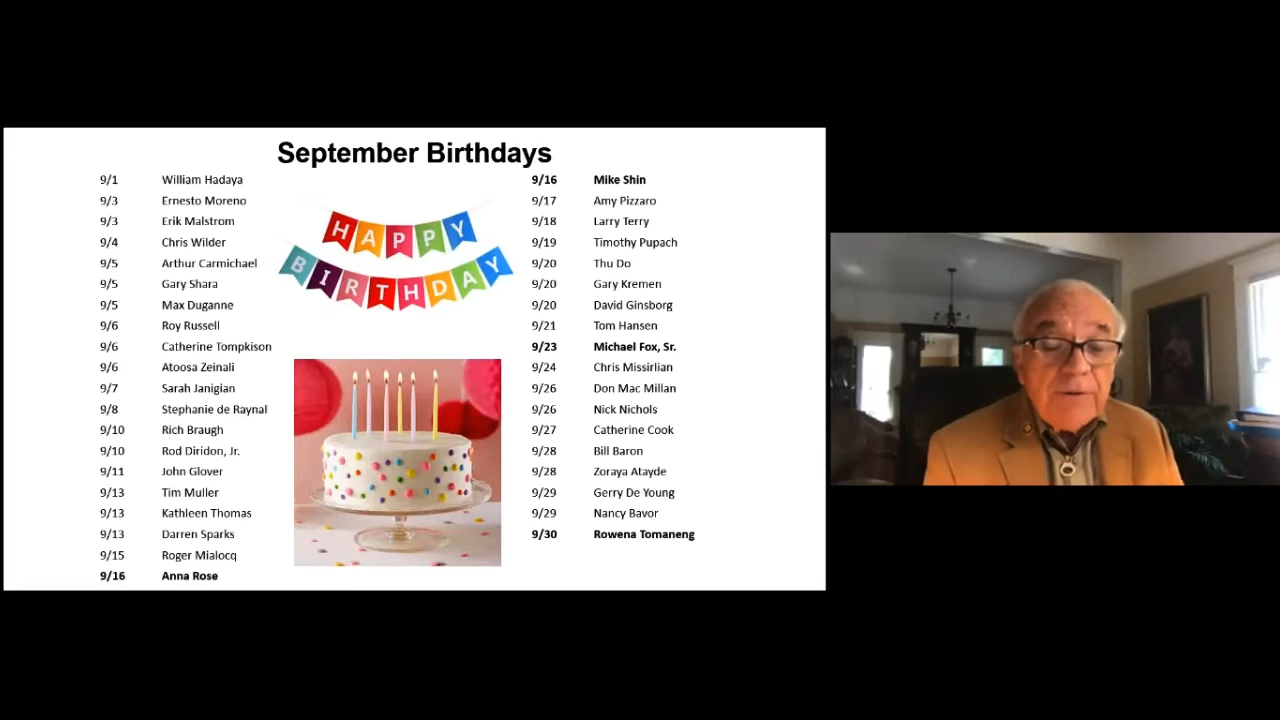 September Birthdays
9/1 William Hadaya
9/3 Ernesto Moreno
9/3 Erik Malstrom
9/4 Chris Wilder
9/5 Arthur Carmichael
9/5 Gary Shara
9/5 Max Duganne
9/6 Roy Russell
9/6 Catherine Tompkison
9/6 Atoosa Zeinali
9/7 Sarah Janigian
9/8 Stephanie de Raynal
9/10 Rich Braugh
9/10 Rod Diridon, Jr.
9/11 John Glover
9/13 Tim Muller
9/13 Kathleen Thomas
9/13 Darren Sparks
9/15 Roger Mialocq
9/16 Anna Rose
HAPPY
BIRTHDAY
9/16 Mike Shin
9/17 Amy Pizzaro
9/18 Larry Terry
9/19 Timothy Pupach
9/20 Thu Do
9/20 Gary Kremen
9/20 David Ginsborg
9/21 Tom Hansen
9/23 Michael Fox, Sr.
9/24 Chris Missirlian
9/26 Don Mac Millan
9/26 Nick Nichols
9/27 Catherine Cook
9/28 Bill Baron
9/28 Zoraya Atayde
9/29 Gerry De Young
9/29 Nancy Bavor
9/30 Rowena Tomaneng